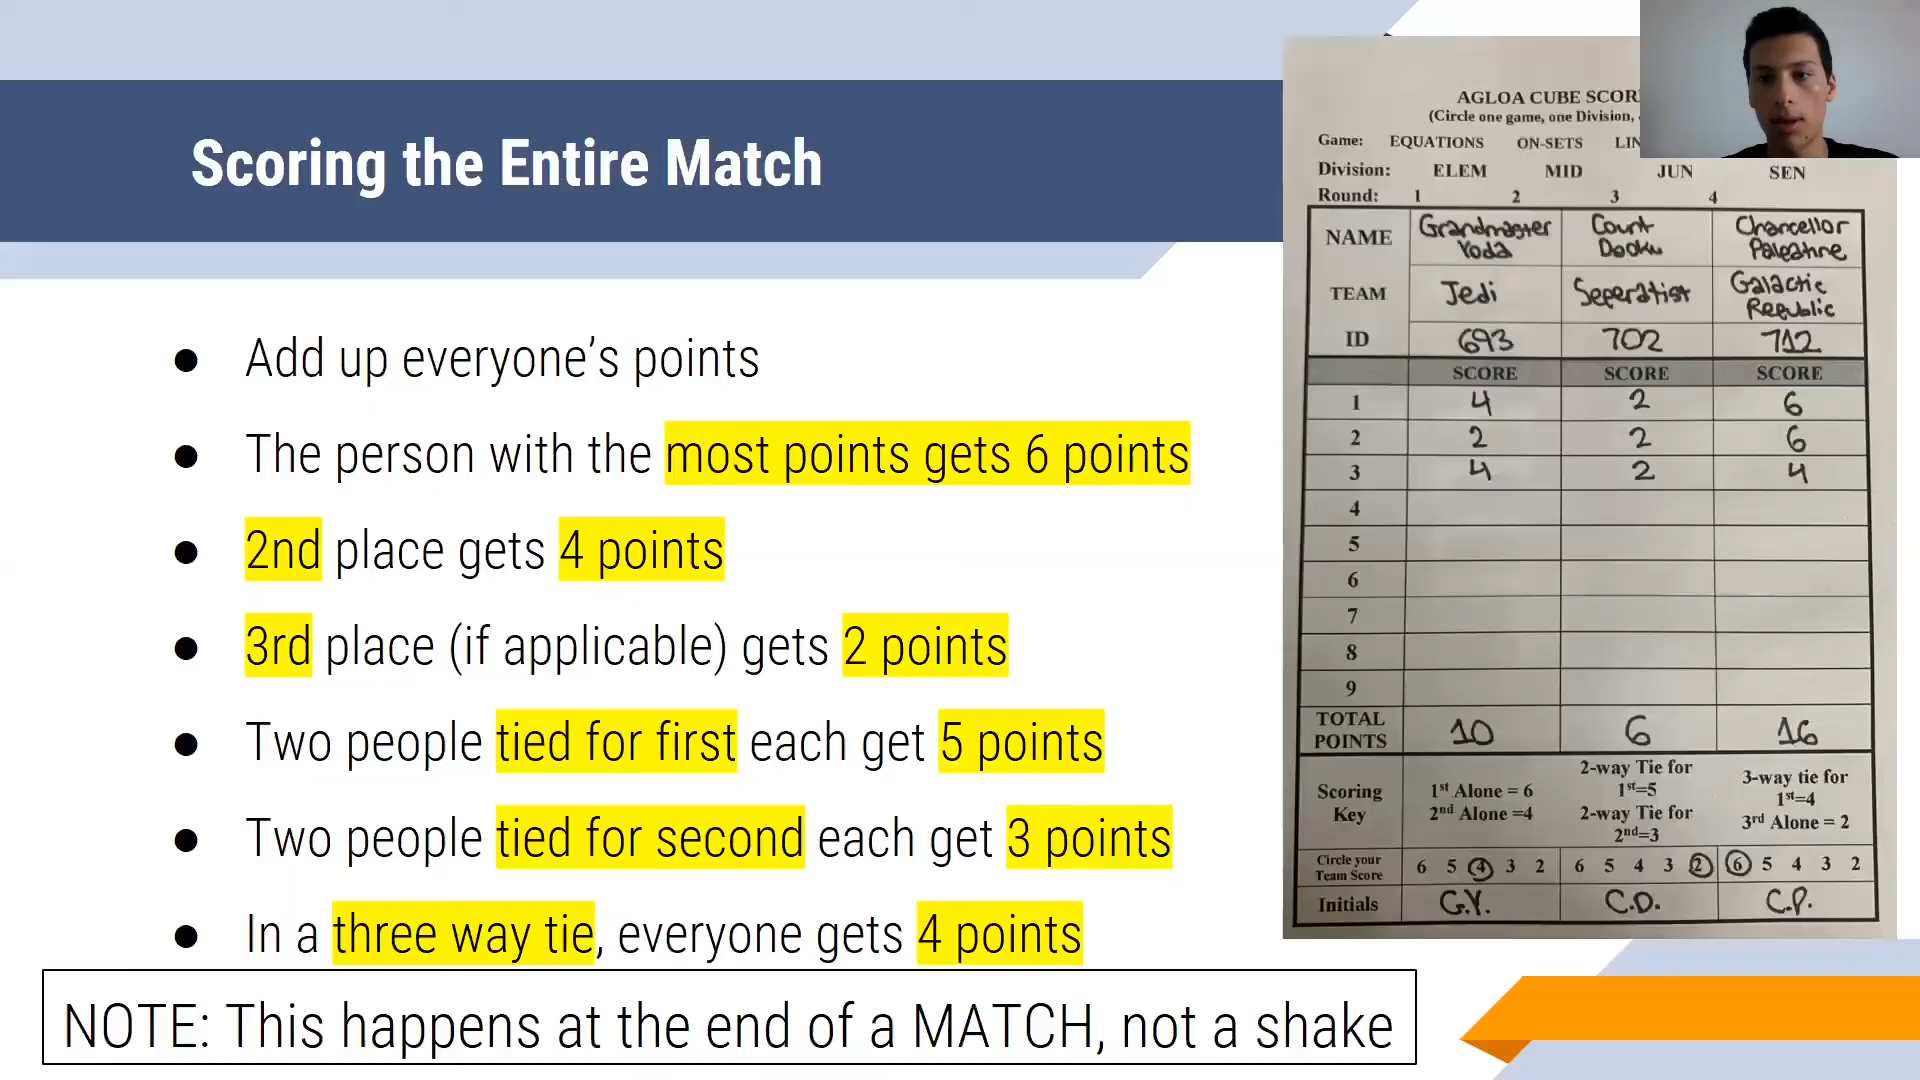 Scoring the Entire Match
● Add up everyone's points
● The person with the most points gets 6 points
● 2nd place gets 4 points
● 3rd place (if applicable) gets 2 points
● Two people tied for first each get 5 points
● Two people tied for second each get 3 points
● In a three way tie, everyone gets 4 points
NOTE: This happens at the end of a MATCH, not a shake
AGLOA CUBE SCOR
(Circle one game, one Division,
Game: EQUATIONS ON-SETS LIN
Division: ELEM MID JUN SEN
Round: 1 2 3 4
NAME Grandmaster Yoda Count Dooku Chancellor Palpatine
TEAM Jedi Seperatist Galactic Republic
ID 693 702 712
SCORE SCORE SCORE
1 4 2 6
2 2 2 6
3 4 2 4
4
5
6
7
8
9
TOTAL POINTS 10 6 16
Scoring Key 1st Alone = 6 2nd Alone =4 2-way Tie for 1st=5 2-way Tie for 2nd=3 3-way tie for 1st=4 3rd Alone = 2
Circle your Team Score 6 5 4 3 2 6 5 4 3 2 6 5 4 3 2
Initials G.Y. C.D. C.P.